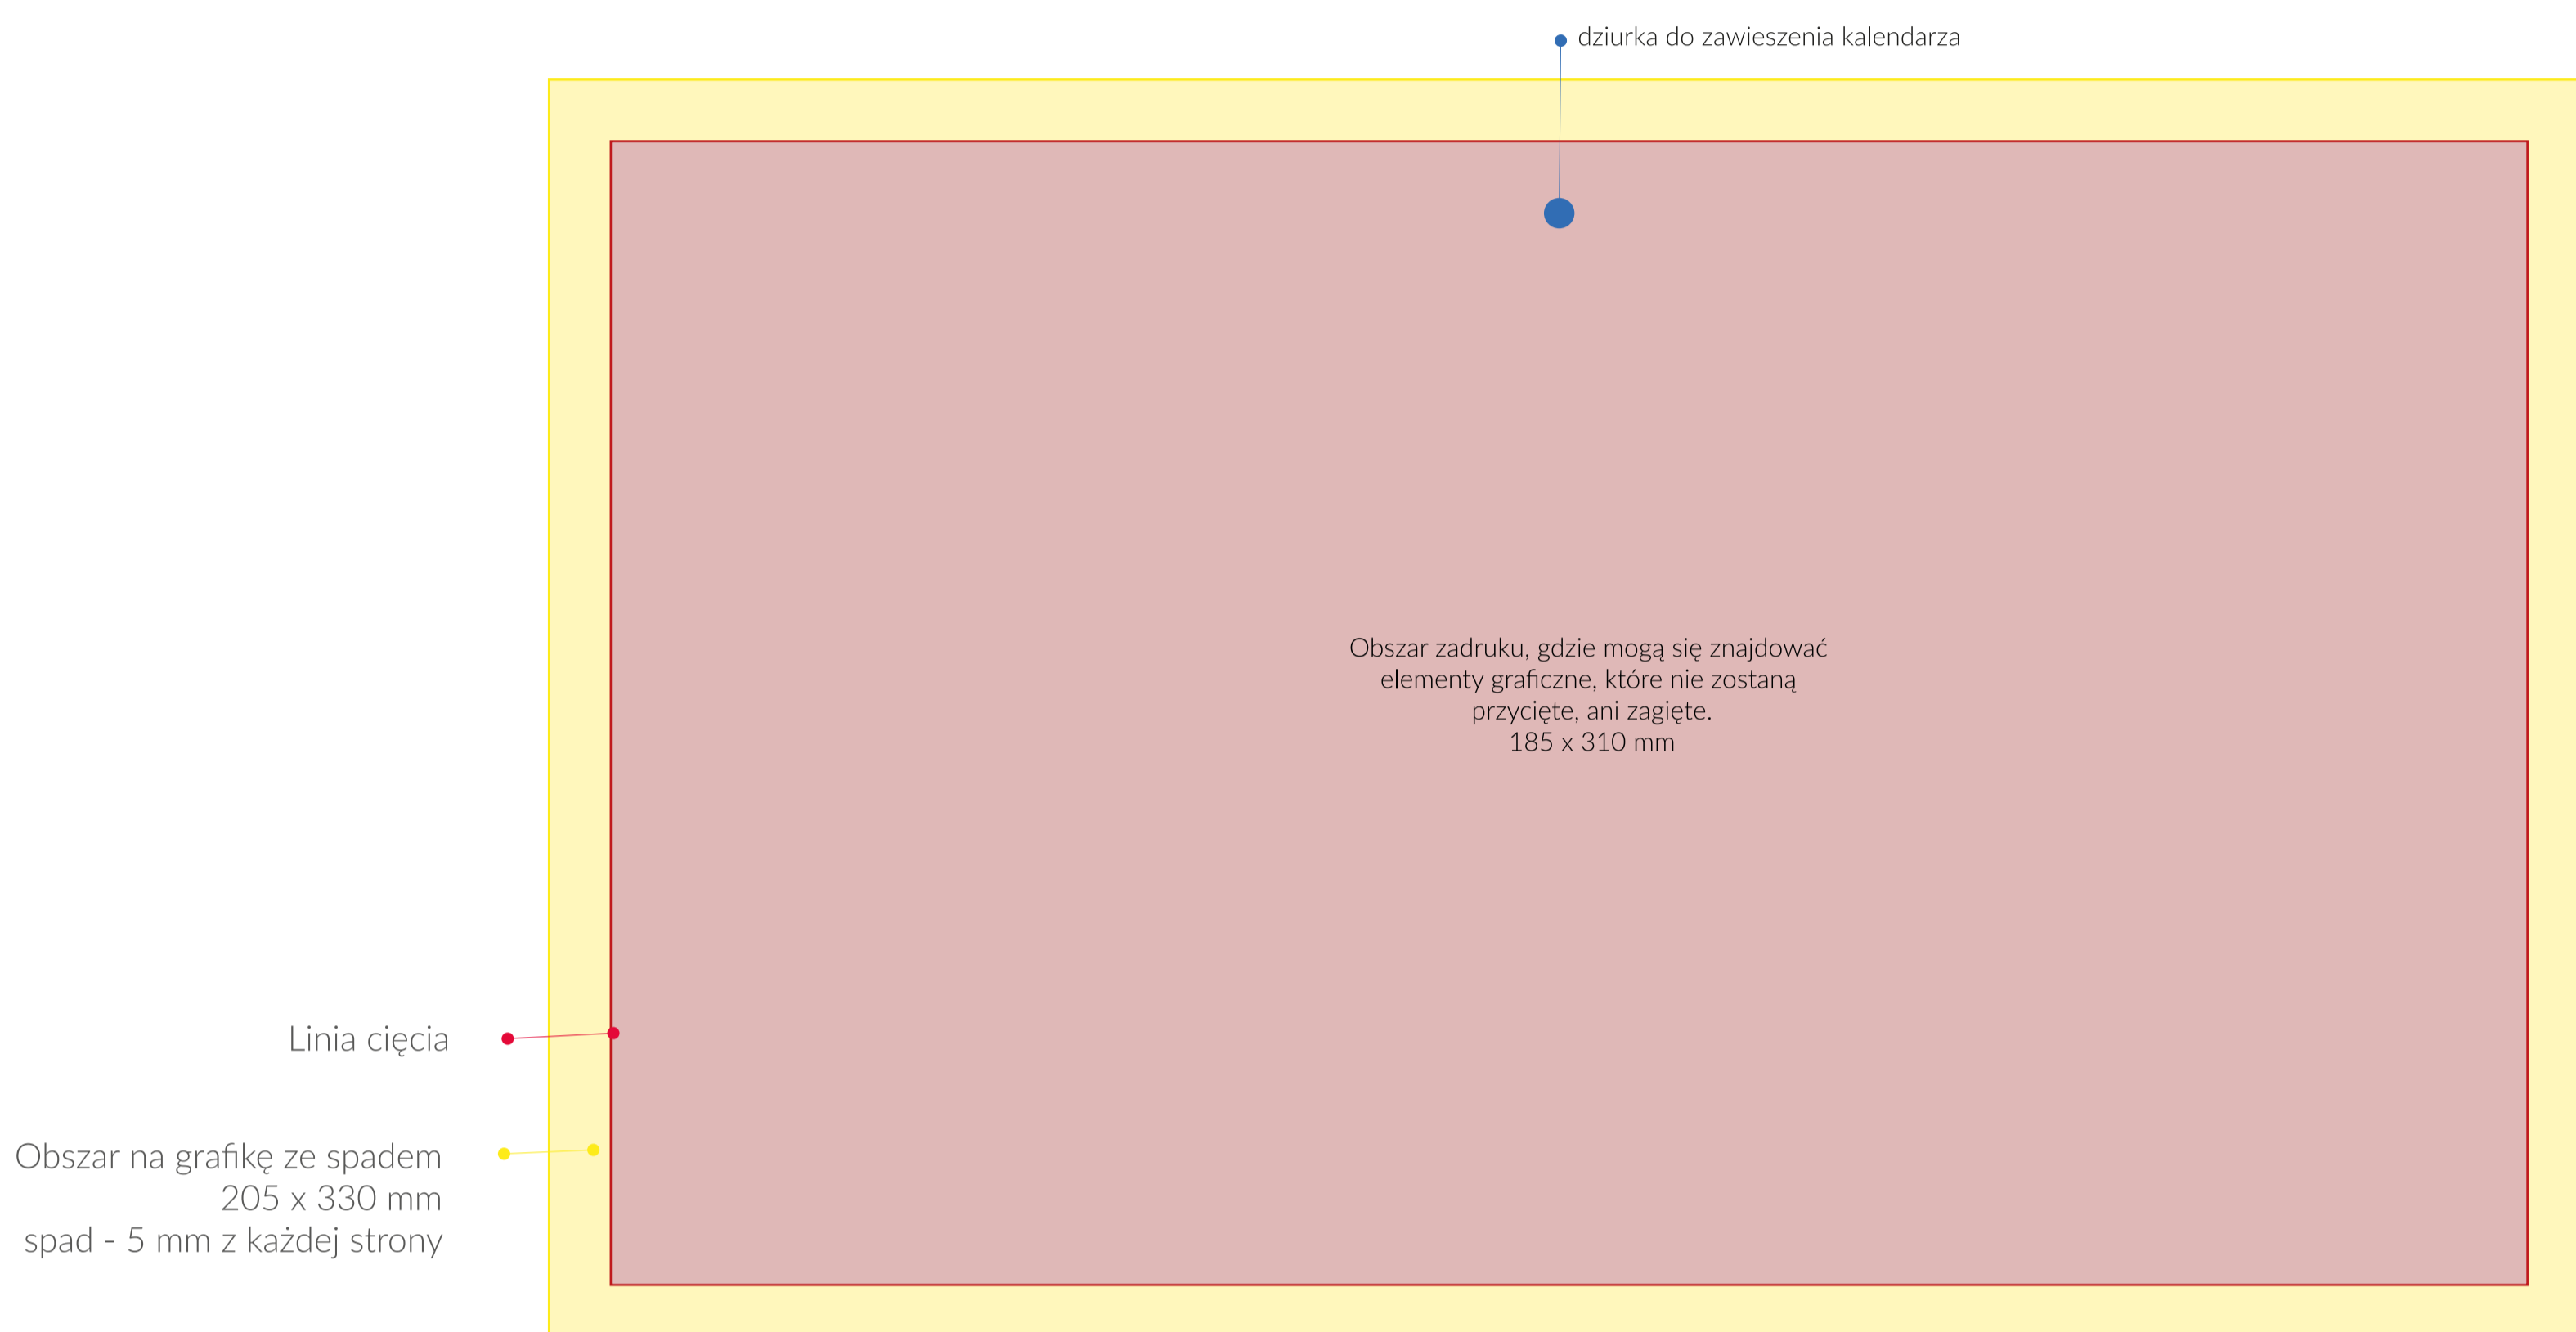 dziurka do zawieszenia kalendarza
Obszar zadruku, gdzie mogą się znajdować
elementy graficzne, które nie zostaną
przycięte, ani zagięte.
185 x 310 mm
Linia cięcia
Obszar na grafikę ze spadem
205 x 330 mm
spad - 5 mm z każdej strony